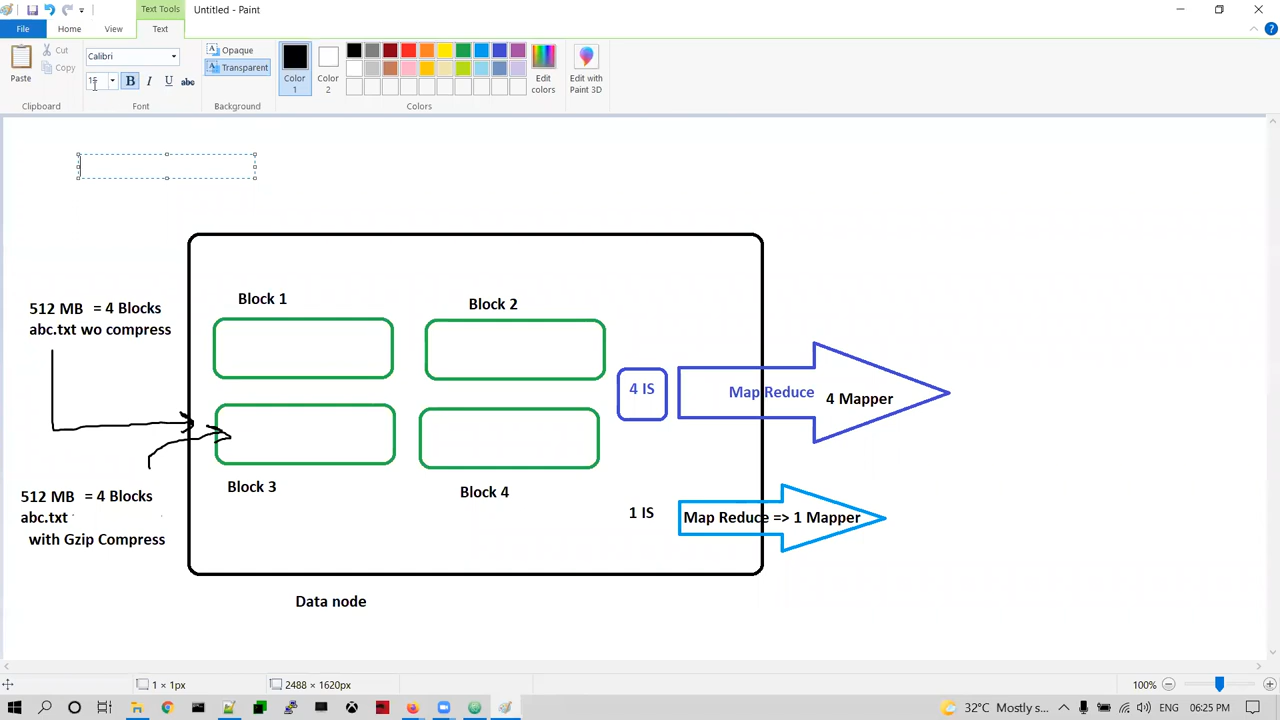 Text Tools
Untitled - Paint
File
Home
View
Text
Paste
Cut
Copy
Clipboard
Calibri
B I U abc
Font
Opaque
Transparent
Background
Color 1
Color 2
Edit colors
Edit with Paint 3D
Colors
Block 1
Block 2
512 MB = 4 Blocks
abc.txt wo compress
4 IS
Map Reduce
4 Mapper
Block 3
Block 4
512 MB = 4 Blocks
abc.txt
with Gzip Compress
1 IS
Map Reduce => 1 Mapper
Data node
1 × 1px
2488 × 1620px
100%
32°C Mostly s...
ENG
06:25 PM